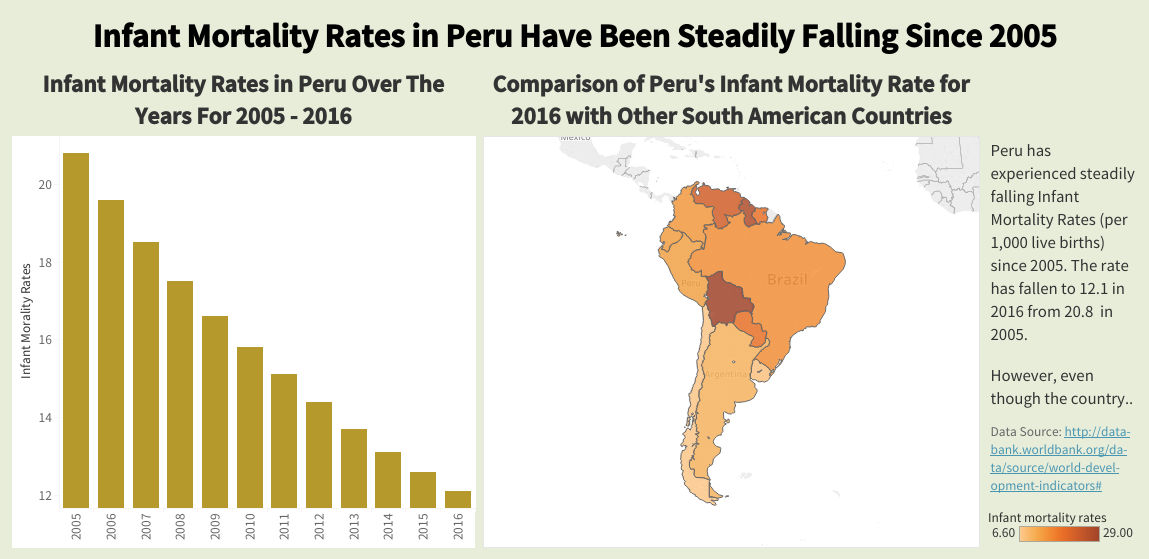 Infant Mortality Rates in Peru Have Been Steadily Falling Since 2005
Infant Mortality Rates in Peru Over The
Years For 2005 - 2016
Infant Morality Rates
20
18
16
14
12
2005
2006
2007
2008
2009
2010
2011
2012
2013
2014
2015
2016
Comparison of Peru's Infant Mortality Rate for
2016 with Other South American Countries
Mexico
Brazil
Peru
Argentina
Peru has
experienced steadily
falling Infant
Mortality Rates (per
1,000 live births)
since 2005. The rate
has fallen to 12.1 in
2016 from 20.8 in
2005.
However, even
though the country..
Data Source: http://data-
bank.worldbank.org/da-
ta/source/world-devel-
opment-indicators#
Infant mortality rates
6.60 29.00